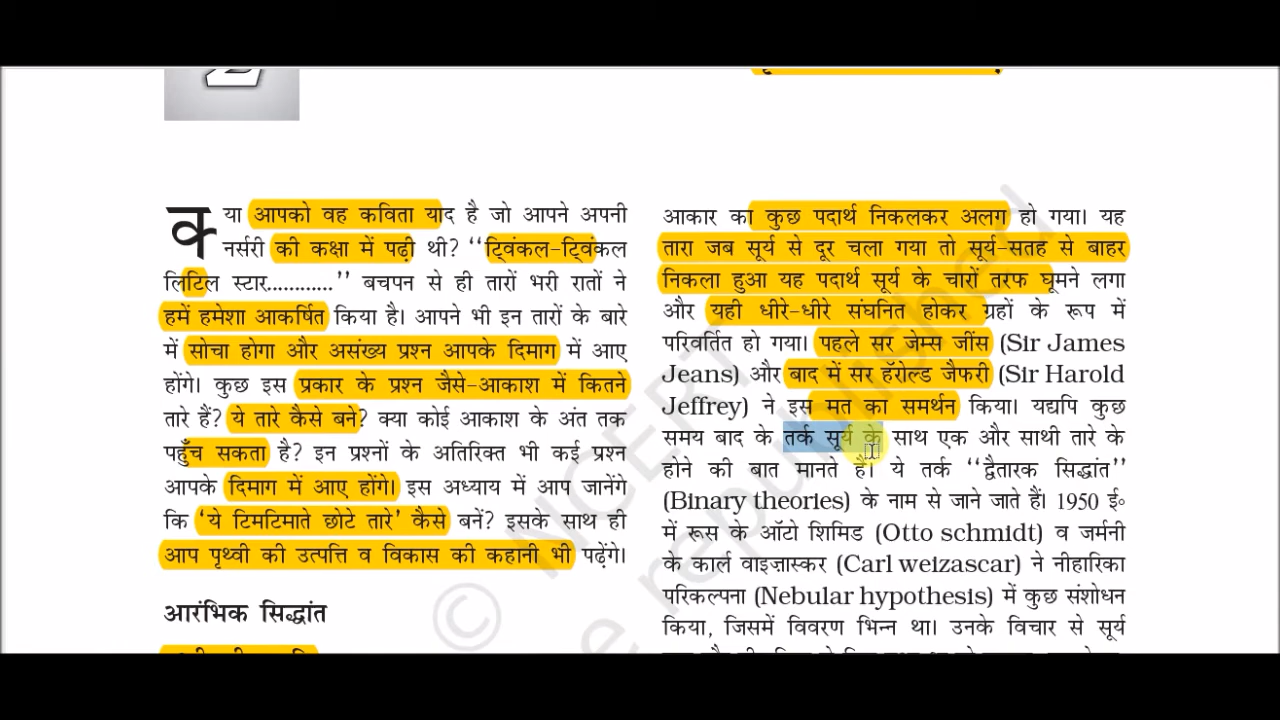 2
क्या आपको वह कविता याद है जो आपने अपनी
नर्सरी की कक्षा में पढ़ी थी? “ट्विंकल-ट्विंकल
लिटिल स्टार............” बचपन से ही तारों भरी रातों ने
हमें हमेशा आकर्षित किया है। आपने भी इन तारों के बारे
में सोचा होगा और असंख्य प्रश्न आपके दिमाग में आए
होंगे। कुछ इस प्रकार के प्रश्न जैसे-आकाश में कितने
तारे हैं? ये तारे कैसे बने? क्या कोई आकाश के अंत तक
पहुँच सकता है? इन प्रश्नों के अतिरिक्त भी कई प्रश्न
आपके दिमाग में आए होंगे। इस अध्याय में आप जानेंगे
कि ‘ये टिमटिमाते छोटे तारे’ कैसे बनें? इसके साथ ही
आप पृथ्वी की उत्पत्ति व विकास की कहानी भी पढ़ेंगे।
आरंभिक सिद्धांत
आकार का कुछ पदार्थ निकलकर अलग हो गया। यह
तारा जब सूर्य से दूर चला गया तो सूर्य-सतह से बाहर
निकला हुआ यह पदार्थ सूर्य के चारों तरफ घूमने लगा
और यही धीरे-धीरे संघनित होकर ग्रहों के रूप में
परिवर्तित हो गया। पहले सर जेम्स जींस (Sir James
Jeans) और बाद में सर हॅरोल्ड जैफरी (Sir Harold
Jeffrey) ने इस मत का समर्थन किया। यद्यपि कुछ
समय बाद के तर्क सूर्य के साथ एक और साथी तारे के
होने की बात मानते हैं। ये तर्क “द्वैतारक सिद्धांत”
(Binary theories) के नाम से जाने जाते हैं। 1950 ई॰
में रूस के ऑटो शिमिड (Otto schmidt) व जर्मनी
के कार्ल वाइज़ास्कर (Carl weizascar) ने नीहारिका
परिकल्पना (Nebular hypothesis) में कुछ संशोधन
किया, जिसमें विवरण भिन्न था। उनके विचार से सूर्य
© NCERT
e republished